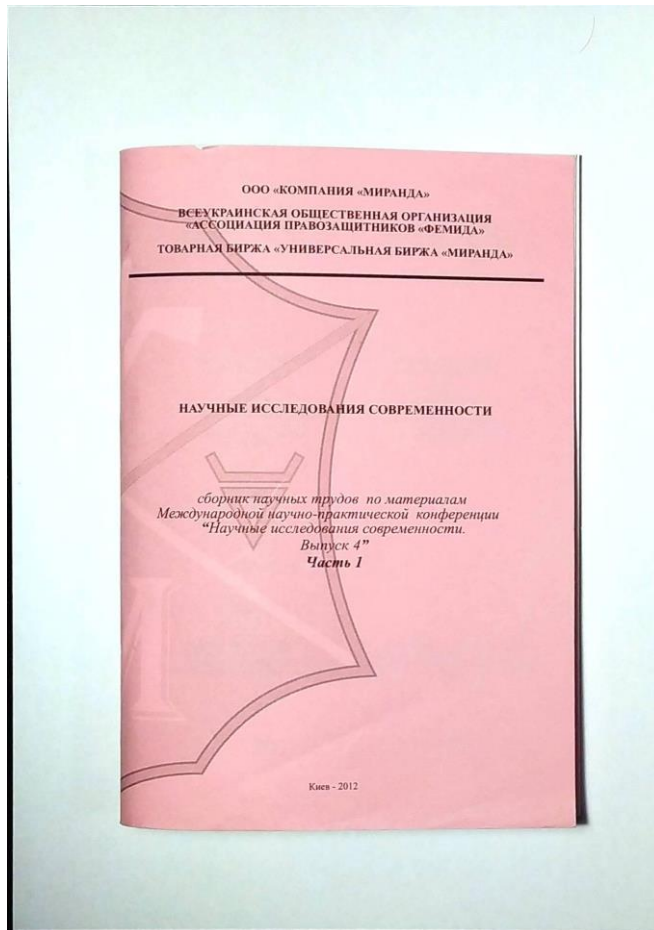 ООО «КОМПАНИЯ «МИРАНДА»
ВСЕУКРАИНСКАЯ ОБЩЕСТВЕННАЯ ОРГАНИЗАЦИЯ
«АССОЦИАЦИЯ ПРАВОЗАЩИТНИКОВ «ФЕМИДА»
ТОВАРНАЯ БИРЖА «УНИВЕРСАЛЬНАЯ БИРЖА «МИРАНДА»
НАУЧНЫЕ ИССЛЕДОВАНИЯ СОВРЕМЕННОСТИ
сборник научных трудов по материалам
Международной научно-практической конференции
“Научные исследования современности.
Выпуск 4”
Часть 1
Киев - 2012